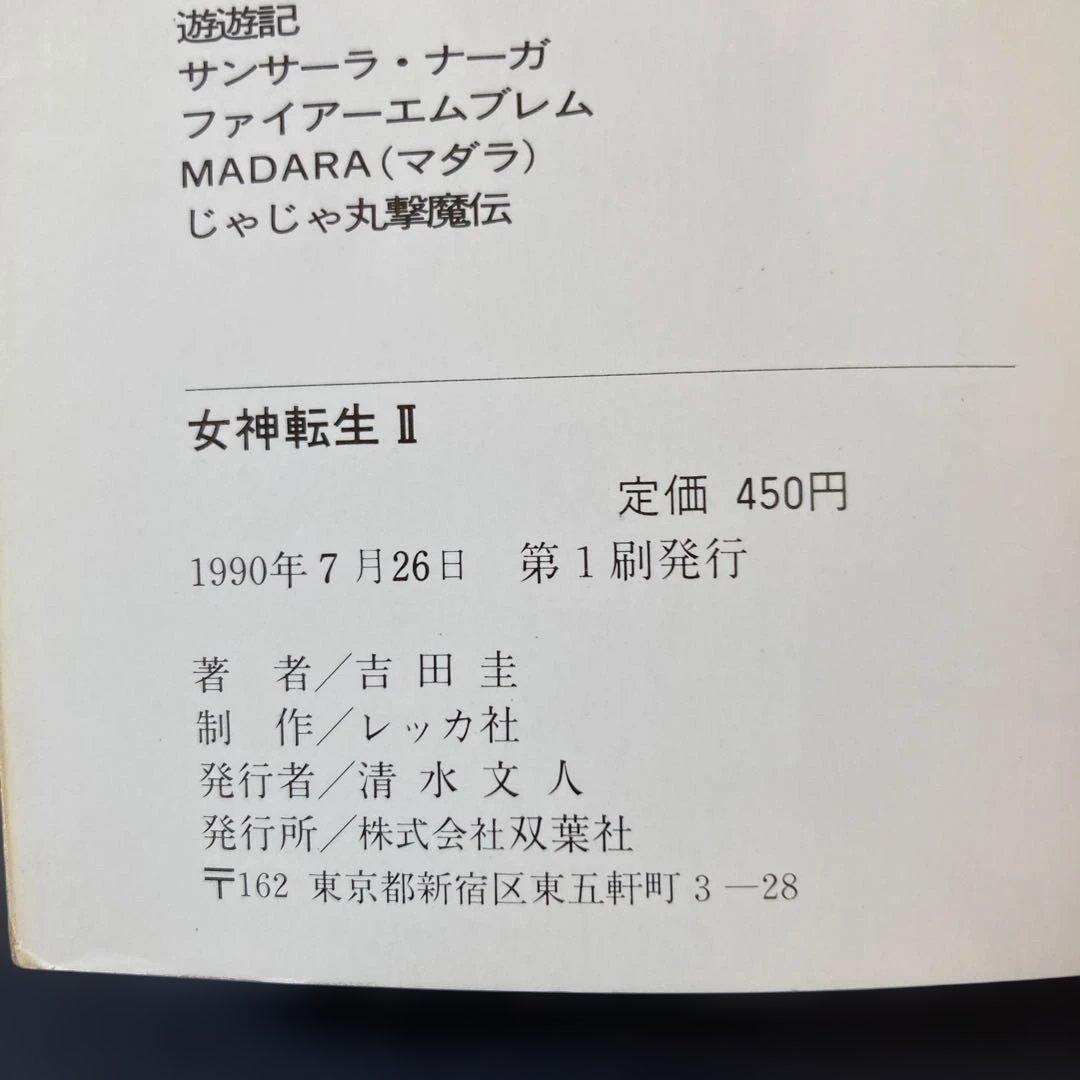 遊遊記
サンサーラ・ナーガ
ファイアーエムブレム
MADARA(マダラ)
じゃじゃ丸撃魔伝
女神転生Ⅱ
定価 450円
1990年7月26日 第1刷発行
著 者／吉田圭
制 作／レッカ社
発行者／清水文人
発行所／株式会社双葉社
〒162 東京都新宿区東五軒町3―28